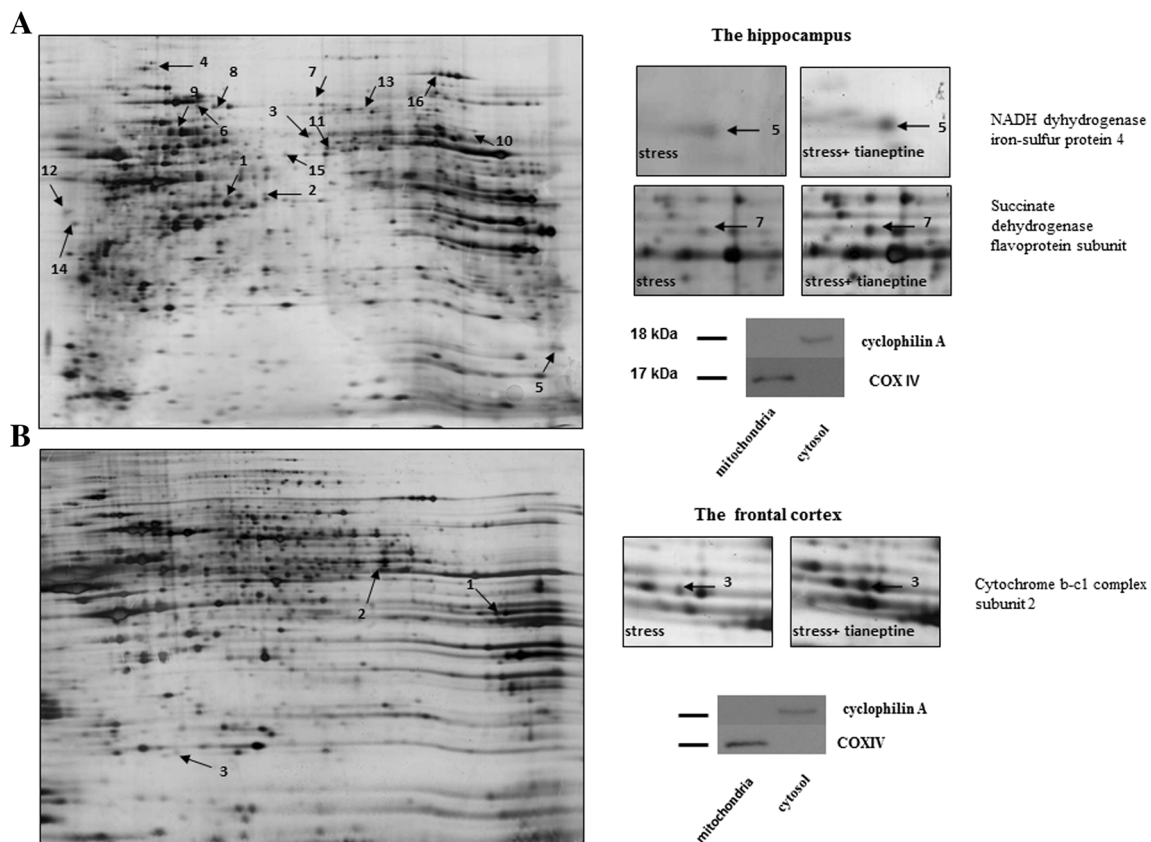 A
4
8
7
13
16
9
6
3
11
10
1
15
12
2
14
5
The hippocampus
5
stress
5
stress+ tianeptine
NADH dyhydrogenase
iron-sulfur protein 4
7
stress
7
stress+ tianeptine
Succinate
dehydrogenase
flavoprotein subunit
18 kDa
cyclophilin A
17 kDa
COX IV
mitochondria
cytosol
B
1
2
3
The frontal cortex
3
stress
3
stress+ tianeptine
Cytochrome b-c1 complex
subunit 2
cyclophilin A
COXIV
mitochondria
cytosol